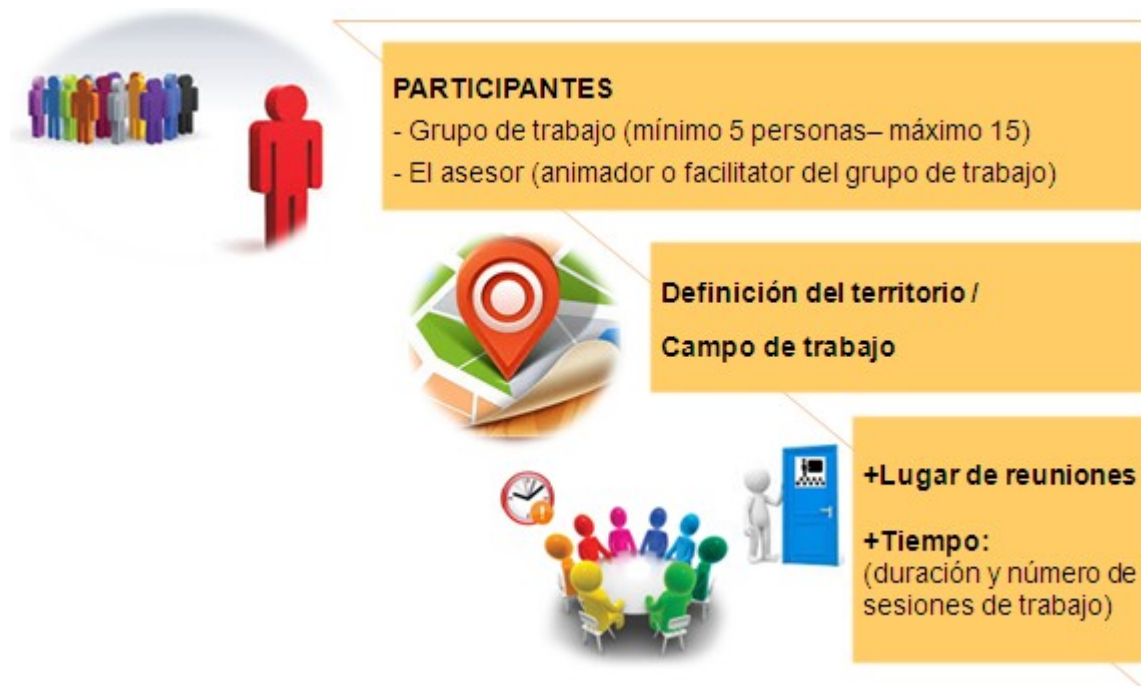 PARTICIPANTES
- Grupo de trabajo (mínimo 5 personas– máximo 15)
- El asesor (animador o facilitator del grupo de trabajo)
Definición del territorio /
Campo de trabajo
+Lugar de reuniones
+Tiempo:
(duración y número de
sesiones de trabajo)